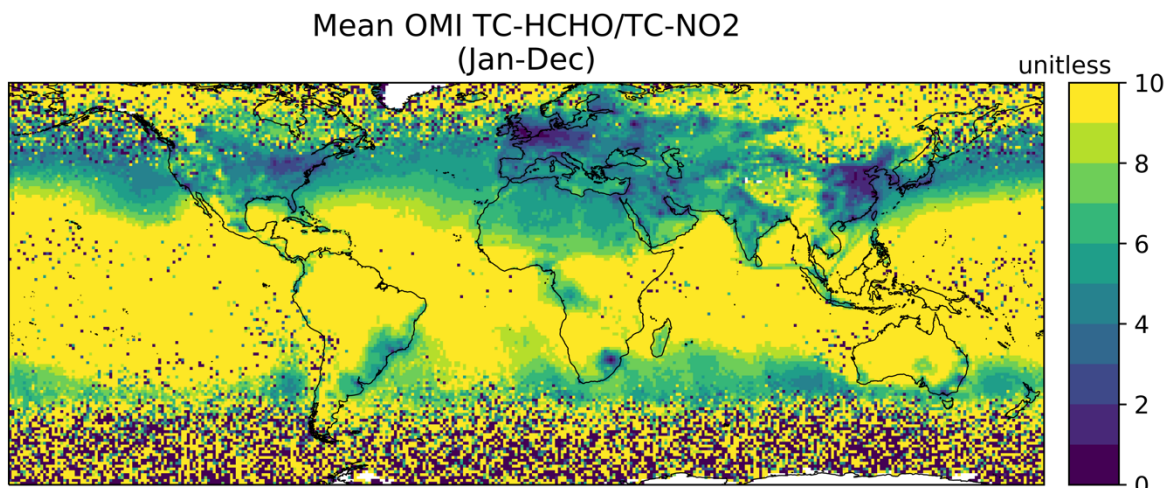 Mean OMI TC-HCHO/TC-NO2
(Jan-Dec)
unitless
10
8
6
4
2
0